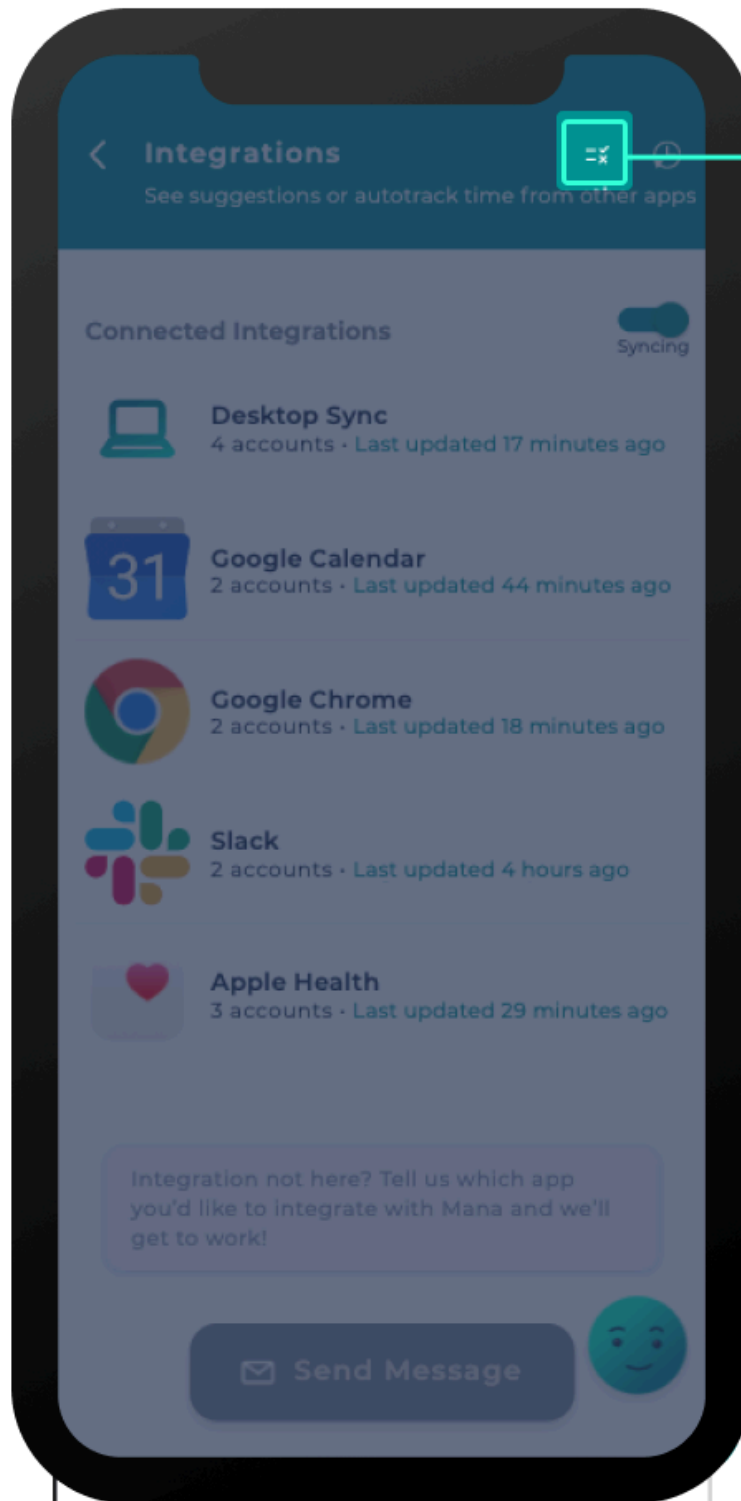 Integrations
See suggestions or autotrack time from other apps
Connected Integrations
Syncing
Desktop Sync
4 accounts · Last updated 17 minutes ago
31
Google Calendar
2 accounts · Last updated 44 minutes ago
Google Chrome
2 accounts · Last updated 18 minutes ago
Slack
2 accounts · Last updated 4 hours ago
Apple Health
3 accounts · Last updated 29 minutes ago
Integration not here? Tell us which app
you'd like to integrate with Mana and we'll
get to work!
Send Message